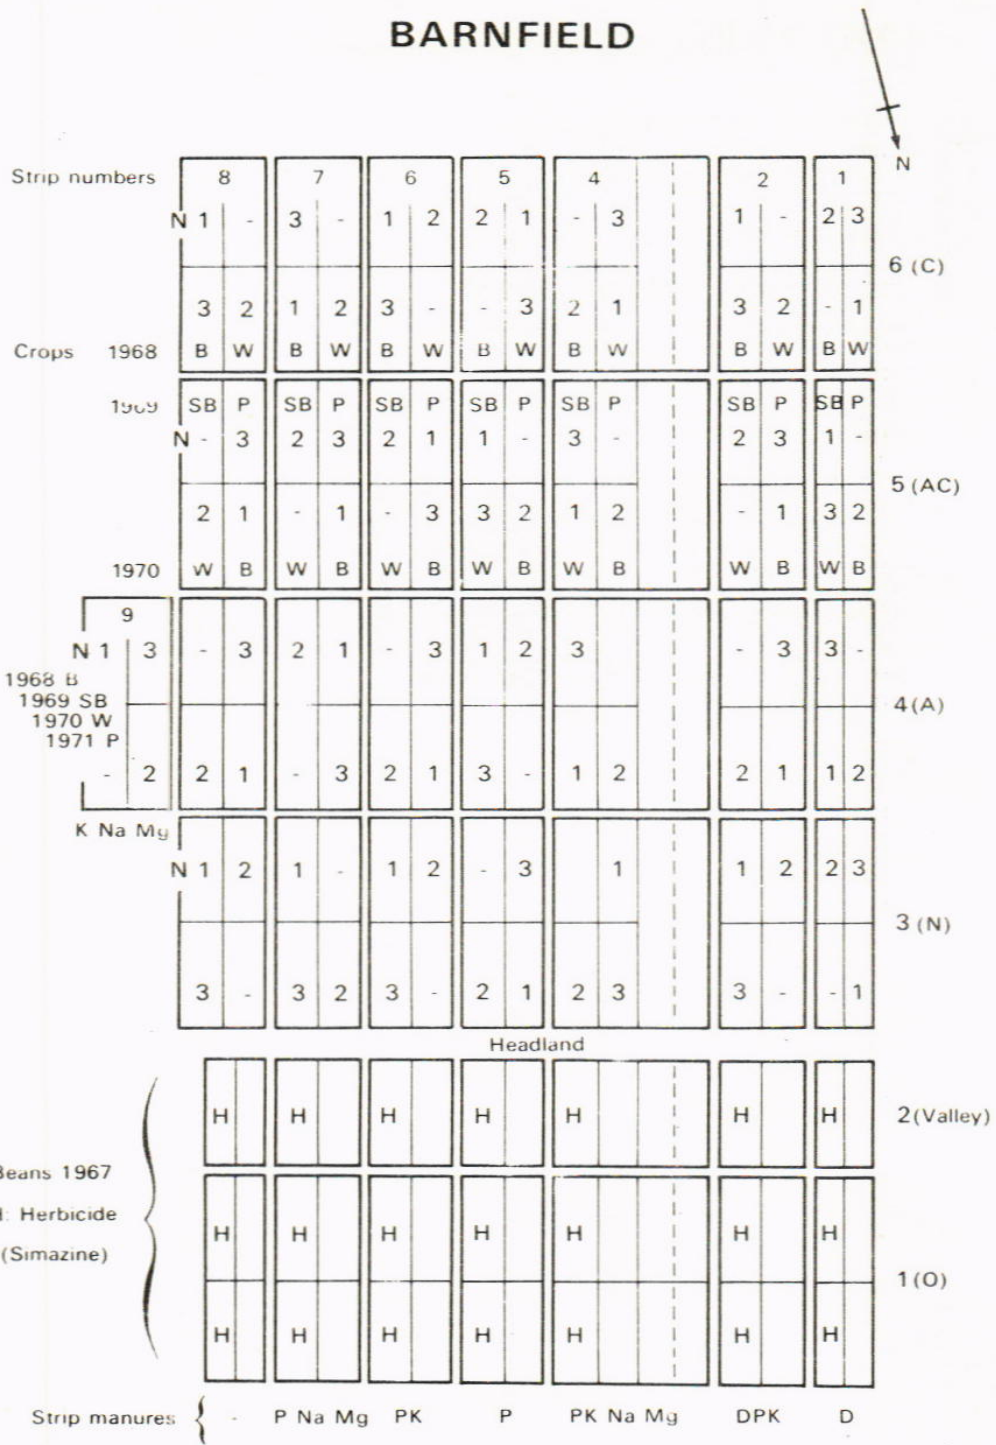 BARNFIELD
N
Strip numbers 8 7 6 5 4 2 1
N 1 - 3 - 1 2 2 1 - 3 1 - 2 3
6 (C)
3 2 1 2 3 - - 3 2 1 3 2 - 1
Crops 1968 B W B W B W B W B W B W B W
1969 SB P SB P SB P SB P SB P SB P SB P
N - 3 2 3 2 1 1 - 3 - 2 3 1 -
5 (AC)
2 1 - 1 - 3 3 2 1 2 - 1 3 2
1970 W B W B W B W B W B W B W B
9
N 1 3 - 3 2 1 - 3 1 2 3 - 3 3 -
1968 B
1969 SB
4 (A)
1970 W
1971 P
- 2 2 1 - 3 2 1 3 - 1 2 2 1 1 2
K Na Mg
N 1 2 1 - 1 2 - 3 1 1 2 2 3
3 (N)
3 - 3 2 3 - 2 1 2 3 3 - - 1
Headland
H H H H H H H 2 (Valley)
Beans 1967
: Herbicide
(Simazine)
H H H H H H H
1 (O)
H H H H H H H
Strip manures { - P Na Mg PK P PK Na Mg DPK D